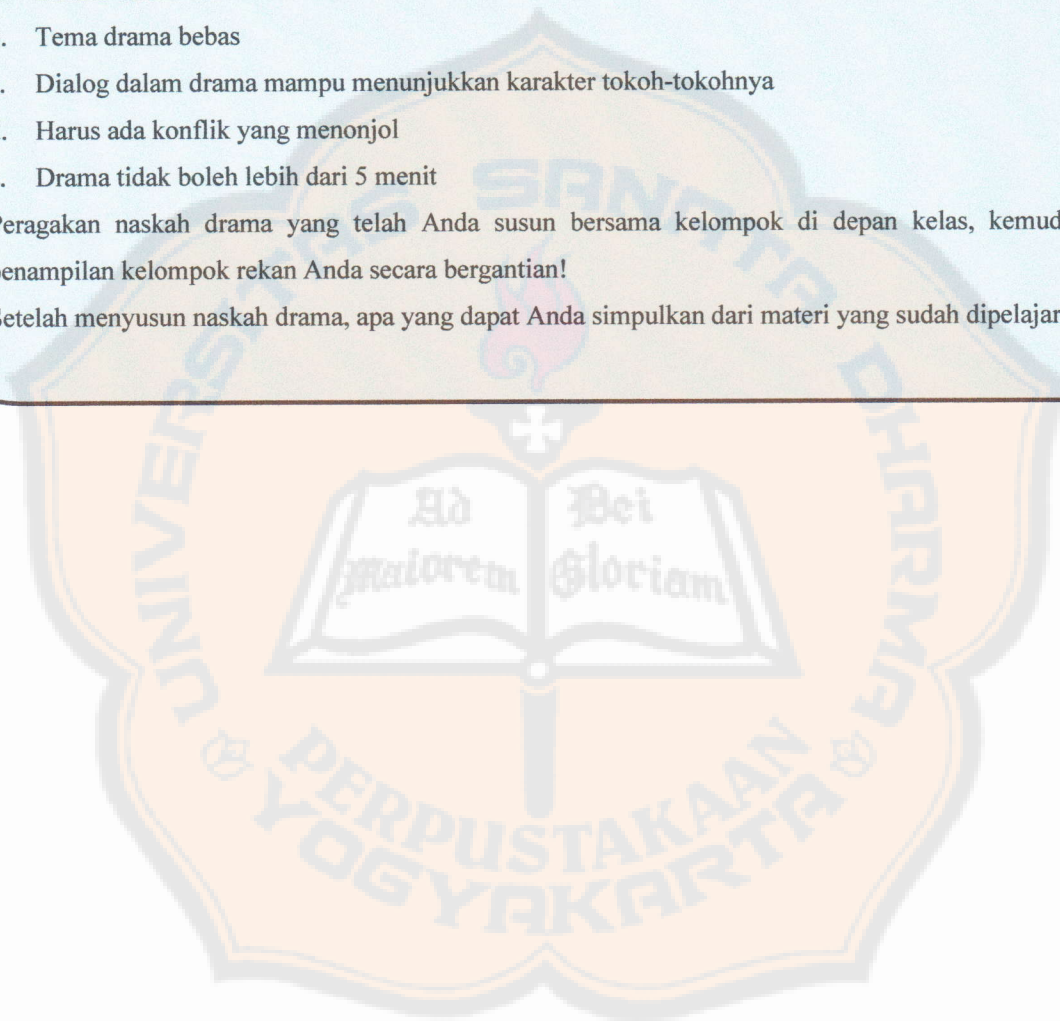 . Tema drama bebas
. Dialog dalam drama mampu menunjukkan karakter tokoh-tokohnya
. Harus ada konflik yang menonjol
. Drama tidak boleh lebih dari 5 menit
Peragakan naskah drama yang telah Anda susun bersama kelompok di depan kelas, kemud
penampilan kelompok rekan Anda secara bergantian!
Setelah menyusun naskah drama, apa yang dapat Anda simpulkan dari materi yang sudah dipelajar
UNIVERSITAS SANATA DHARMA
Ad Dei
maiorem Gloriam
PERPUSTAKAAN
YOGYAKARTA